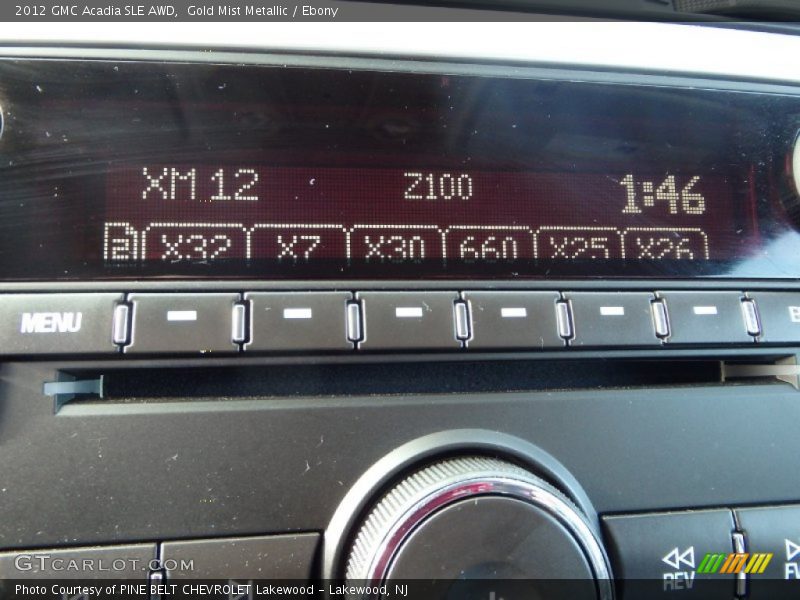 2012 GMC Acadia SLE AWD,  Gold Mist Metallic / Ebony
XM 12 Z100 1:46
X32 X7 X30 660 X25 X26
MENU
REV
GTCARLOT.COM
Photo Courtesy of PINE BELT CHEVROLET Lakewood - Lakewood, NJ